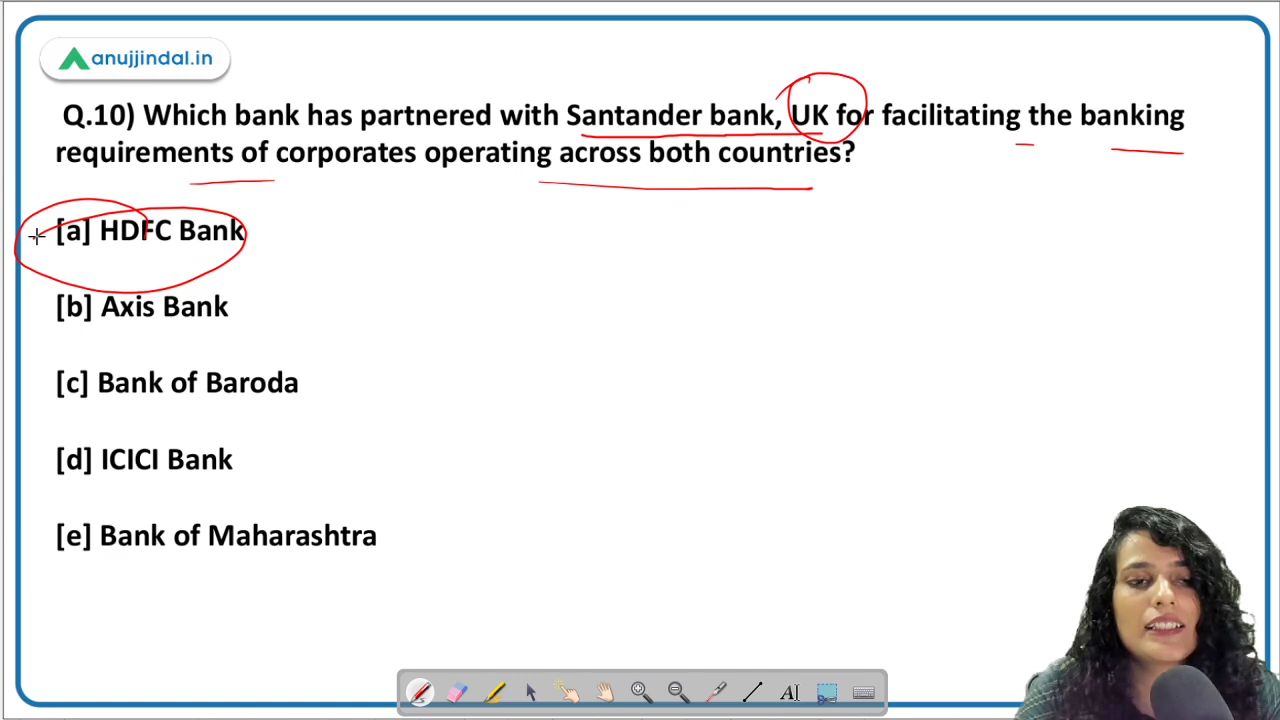 anujjindal.in
Q.10) Which bank has partnered with Santander bank, UK for facilitating the banking
requirements of corporates operating across both countries?
[a] HDFC Bank
[b] Axis Bank
[c] Bank of Baroda
[d] ICICI Bank
[e] Bank of Maharashtra
AI